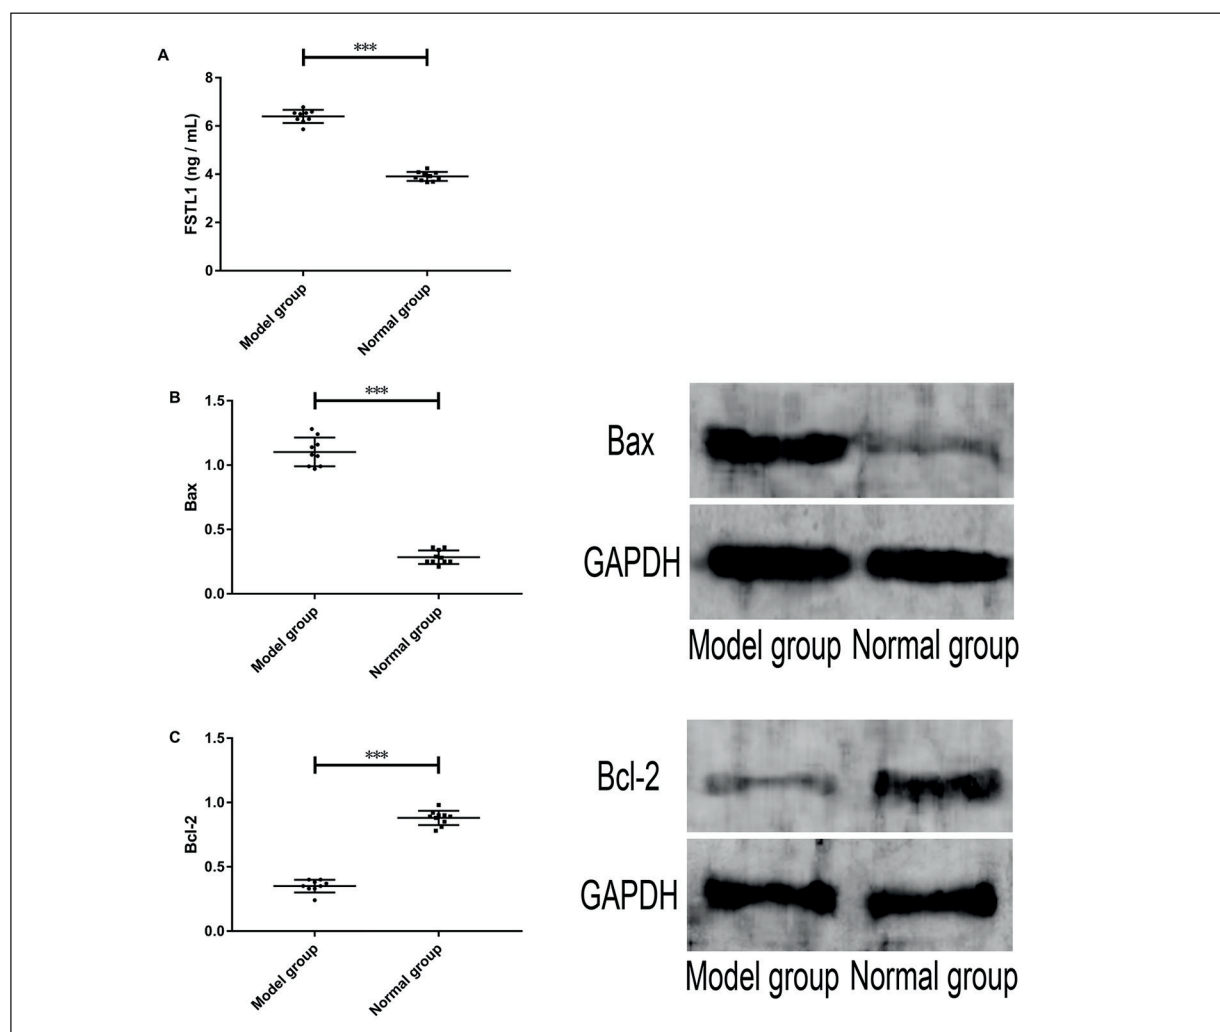 A
***
8
6
4
2
0
FSTL1 (ng / mL)
Model group
Normal group
B
***
1.5
1.0
0.5
0.0
Bax
Model group
Normal group
Bax
GAPDH
Model group Normal group
C
***
1.5
1.0
0.5
0.0
Bcl-2
Model group
Normal group
Bcl-2
GAPDH
Model group Normal group